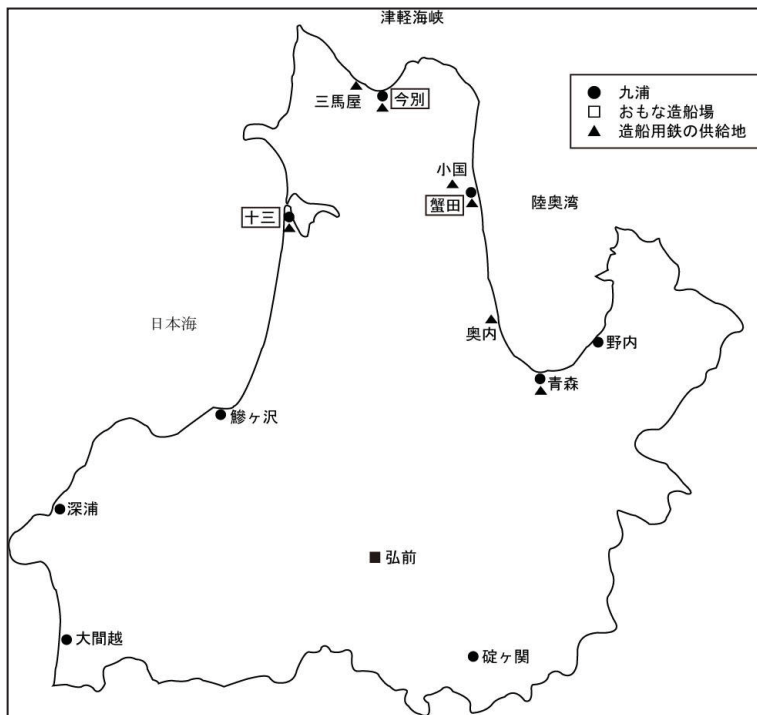 津軽海峡
九浦
おもな造船場
造船用鉄の供給地
三馬屋
今別
小国
蟹田
陸奥湾
十三
日本海
奥内
野内
青森
鰺ヶ沢
深浦
弘前
大間越
碇ヶ関